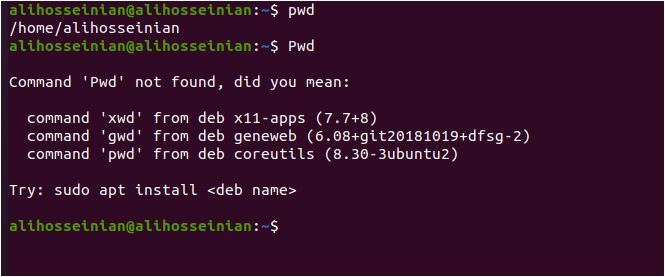 alihosseinian@alihosseinian:~$ pwd
/home/alihosseinian
alihosseinian@alihosseinian:~$ Pwd
Command 'Pwd' not found, did you mean:
  command 'xwd' from deb x11-apps (7.7+8)
  command 'gwd' from deb geneweb (6.08+git20181019+dfsg-2)
  command 'pwd' from deb coreutils (8.30-3ubuntu2)
Try: sudo apt install <deb name>
alihosseinian@alihosseinian:~$